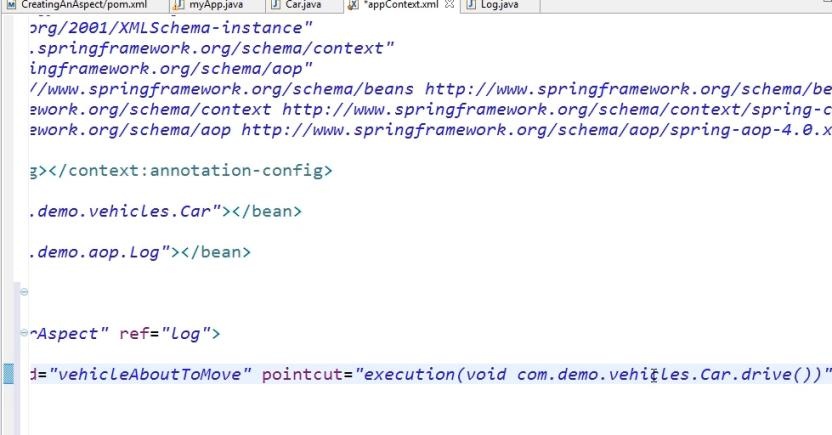 CreatingAnAspect/pom.xml myApp.java Car.java *appContext.xml Log.java
org/2001/XMLSchema-instance"
.springframework.org/schema/context"
ingframework.org/schema/aop"
//www.springframework.org/schema/beans http://www.springframework.org/schema/be
ework.org/schema/context http://www.springframework.org/schema/context/spring-c
ework.org/schema/aop http://www.springframework.org/schema/aop/spring-aop-4.0.x
g></context:annotation-config>
.demo.vehicles.Car"></bean>
.demo.aop.Log"></bean>
rAspect" ref="log">
d="vehicleAboutToMove" pointcut="execution(void com.demo.vehicles.Car.drive())"